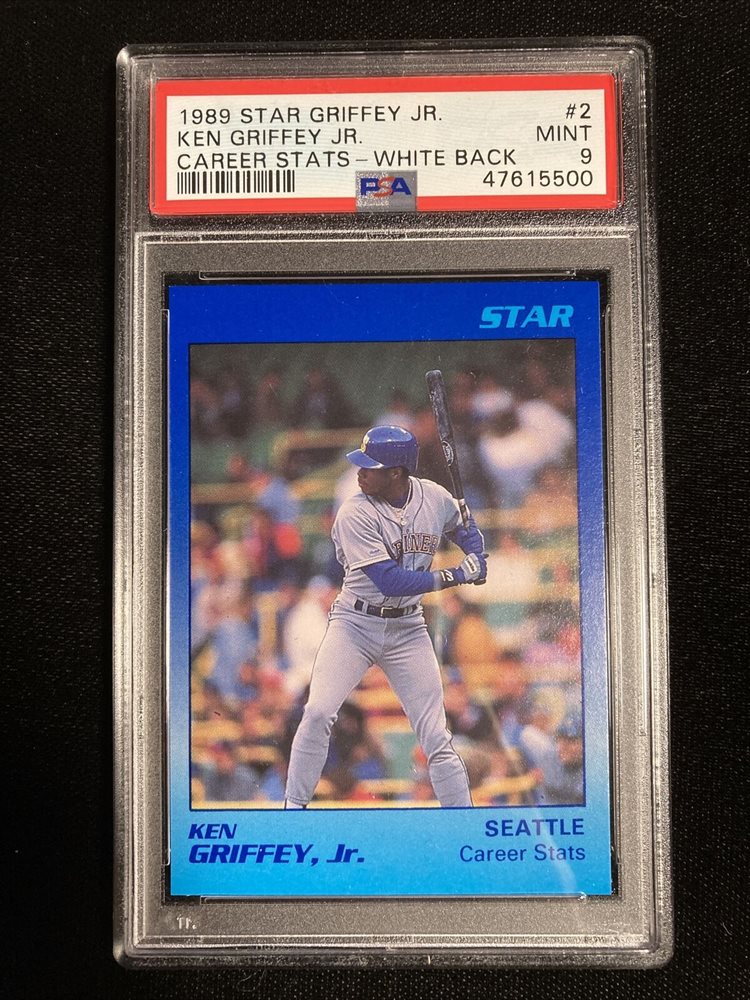 1989 STAR GRIFFEY JR. #2
KEN GRIFFEY JR. MINT
CAREER STATS - WHITE BACK 9
PSA 47615500
STAR
RINER
KEN SEATTLE
GRIFFEY, Jr. Career Stats